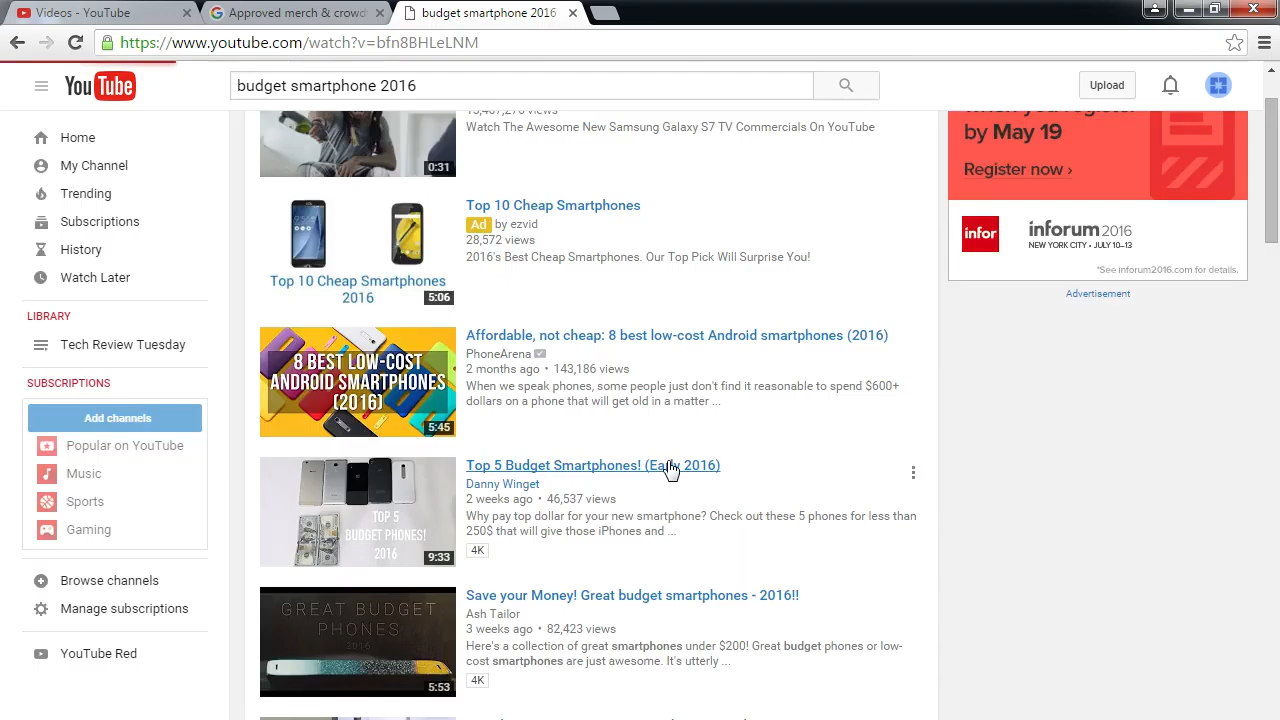 Videos - YouTube
Approved merch & crowd
budget smartphone 2016
https://www.youtube.com/watch?v=bfn8BHLeLNM
YouTube
budget smartphone 2016
Upload
Home
My Channel
Trending
Subscriptions
History
Watch Later
LIBRARY
Tech Review Tuesday
SUBSCRIPTIONS
Add channels
Popular on YouTube
Music
Sports
Gaming
Browse channels
Manage subscriptions
YouTube Red
views
Watch The Awesome New Samsung Galaxy S7 TV Commercials On YouTube
0:31
Top 10 Cheap Smartphones
Ad by ezvid
28,572 views
2016's Best Cheap Smartphones. Our Top Pick Will Surprise You!
Top 10 Cheap Smartphones
2016
5:06
Affordable, not cheap: 8 best low-cost Android smartphones (2016)
PhoneArena
2 months ago • 143,186 views
When we speak phones, some people just don't find it reasonable to spend $600+
dollars on a phone that will get old in a matter ...
8 BEST LOW-COST
ANDROID SMARTPHONES
(2016)
5:45
Top 5 Budget Smartphones! (Early 2016)
Danny Winget
2 weeks ago • 46,537 views
Why pay top dollar for your new smartphone? Check out these 5 phones for less than
250$ that will give those iPhones and ...
4K
TOP 5
BUDGET PHONES!
2016
9:33
Save your Money! Great budget smartphones - 2016!!
Ash Tailor
3 weeks ago • 82,423 views
Here's a collection of great smartphones under $200! Great budget phones or low-
cost smartphones are just awesome. It's utterly ...
4K
GREAT BUDGET
PHONES
2016
5:53
by May 19
Register now ›
infor
inforum2016
NEW YORK CITY • JULY 10-13
*See inforum2016.com for details.
Advertisement